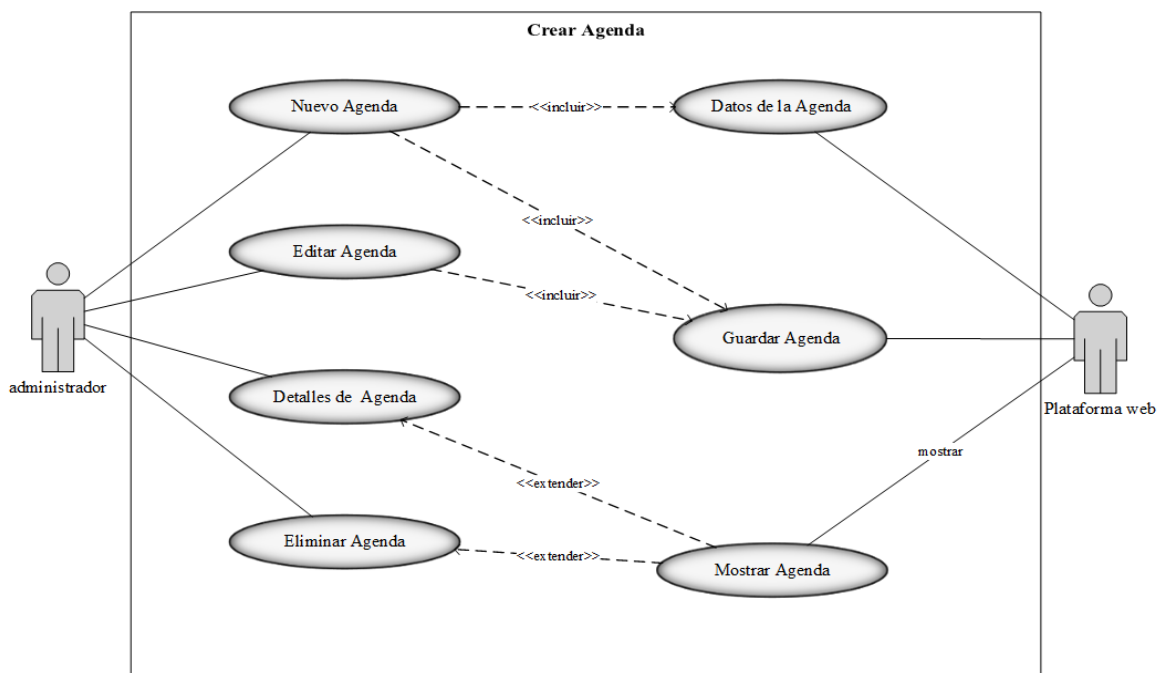 Crear Agenda
Nuevo Agenda
<<incluir>>
Datos de la Agenda
<<incluir>>
Editar Agenda
<<incluir>>
Guardar Agenda
administrador
Detalles de Agenda
Plataforma web
mostrar
<<extender>>
Eliminar Agenda
<<extender>>
Mostrar Agenda